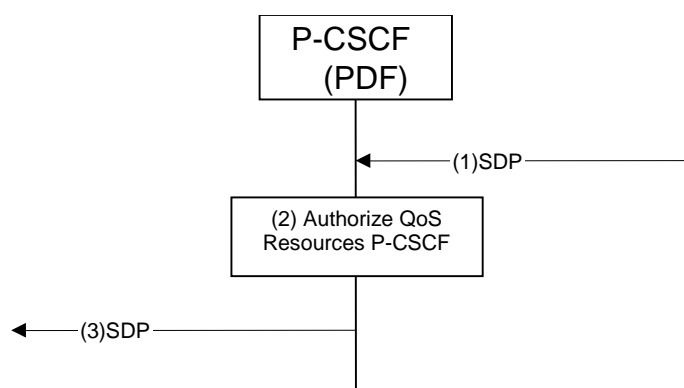 P-CSCF
(PDF)
(1)SDP
(2) Authorize QoS
Resources P-CSCF
(3)SDP